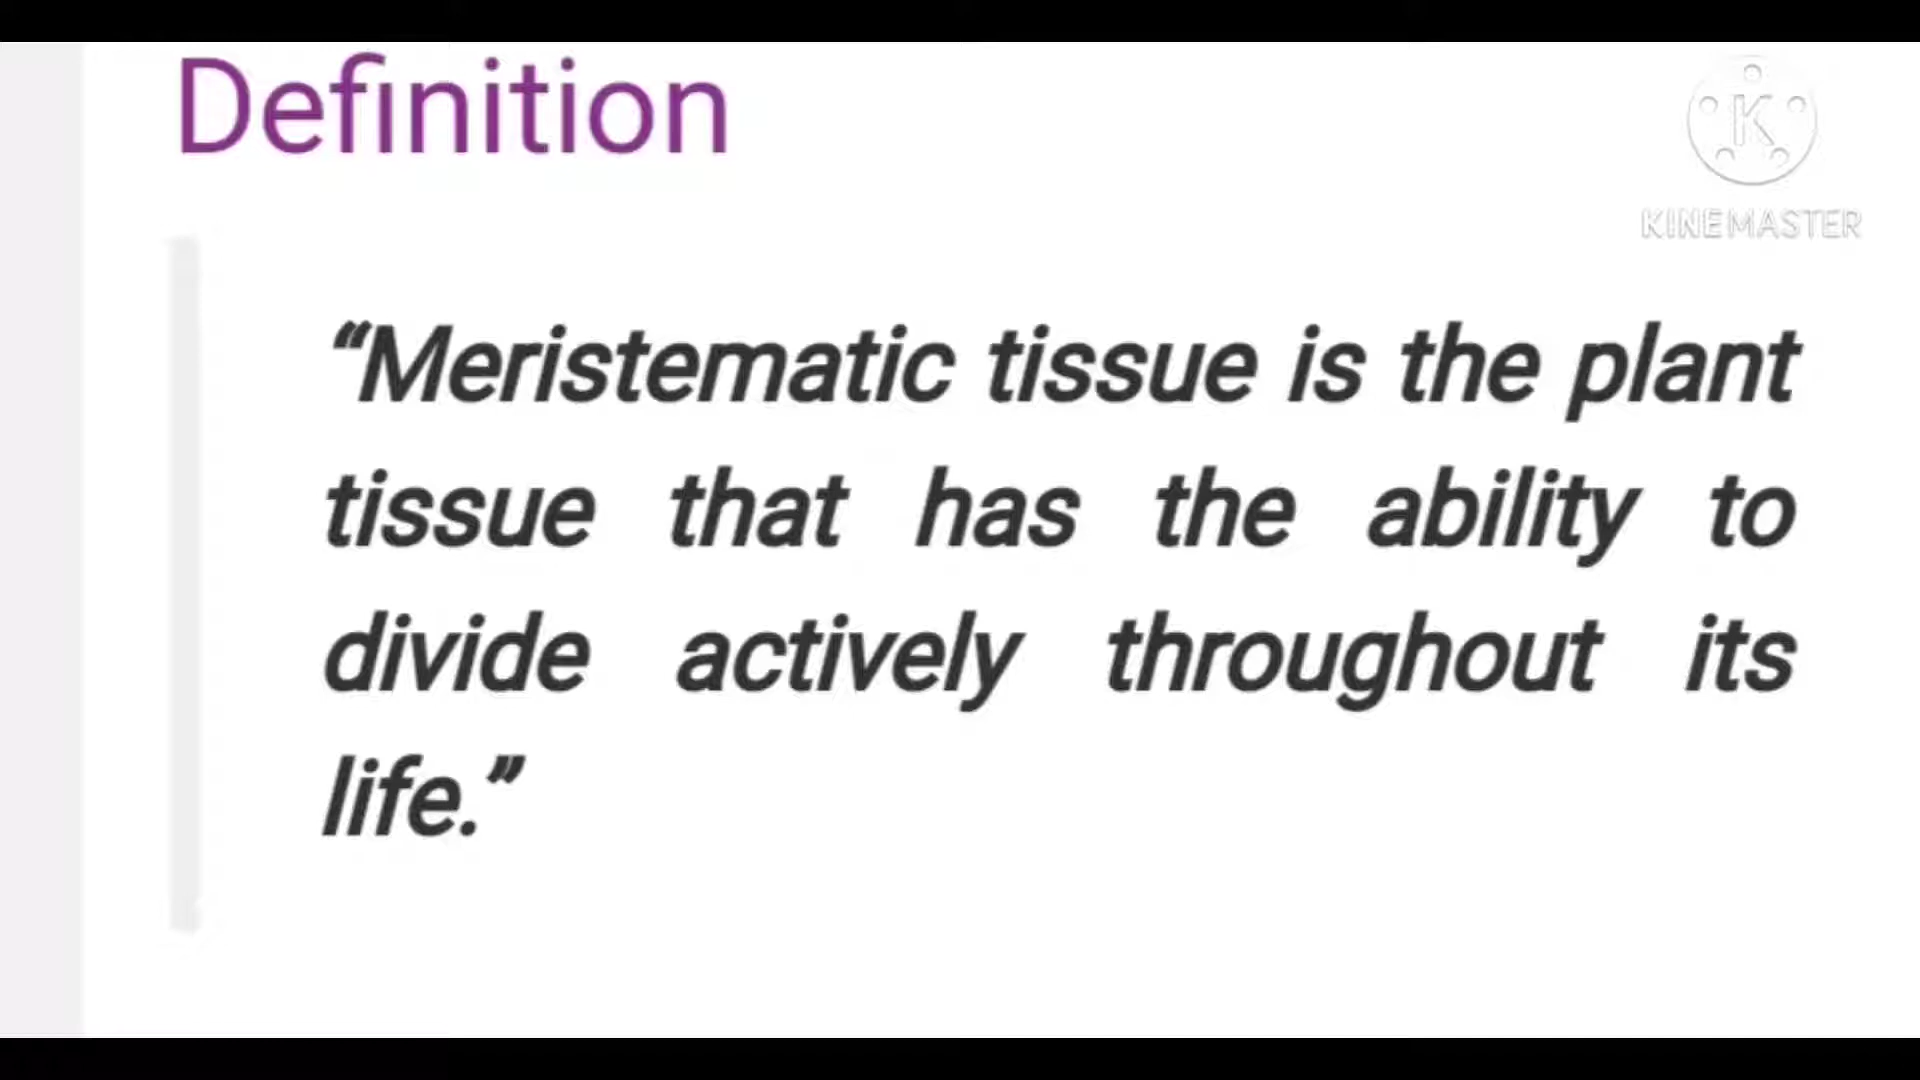 Definition
K
KINEMASTER
“Meristematic tissue is the plant
tissue that has the ability to
divide actively throughout its
life.”